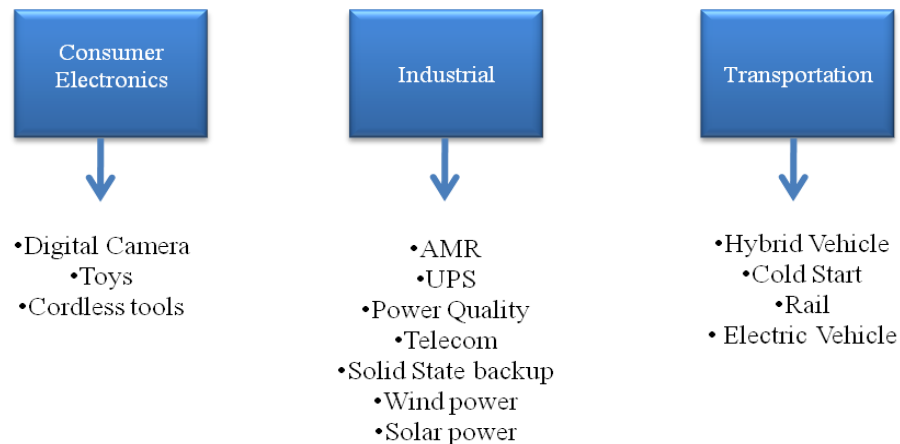 Consumer
Electronics
•Digital Camera
•Toys
•Cordless tools
Industrial
•AMR
•UPS
•Power Quality
•Telecom
•Solid State backup
•Wind power
•Solar power
Transportation
•Hybrid Vehicle
•Cold Start
•Rail
• Electric Vehicle